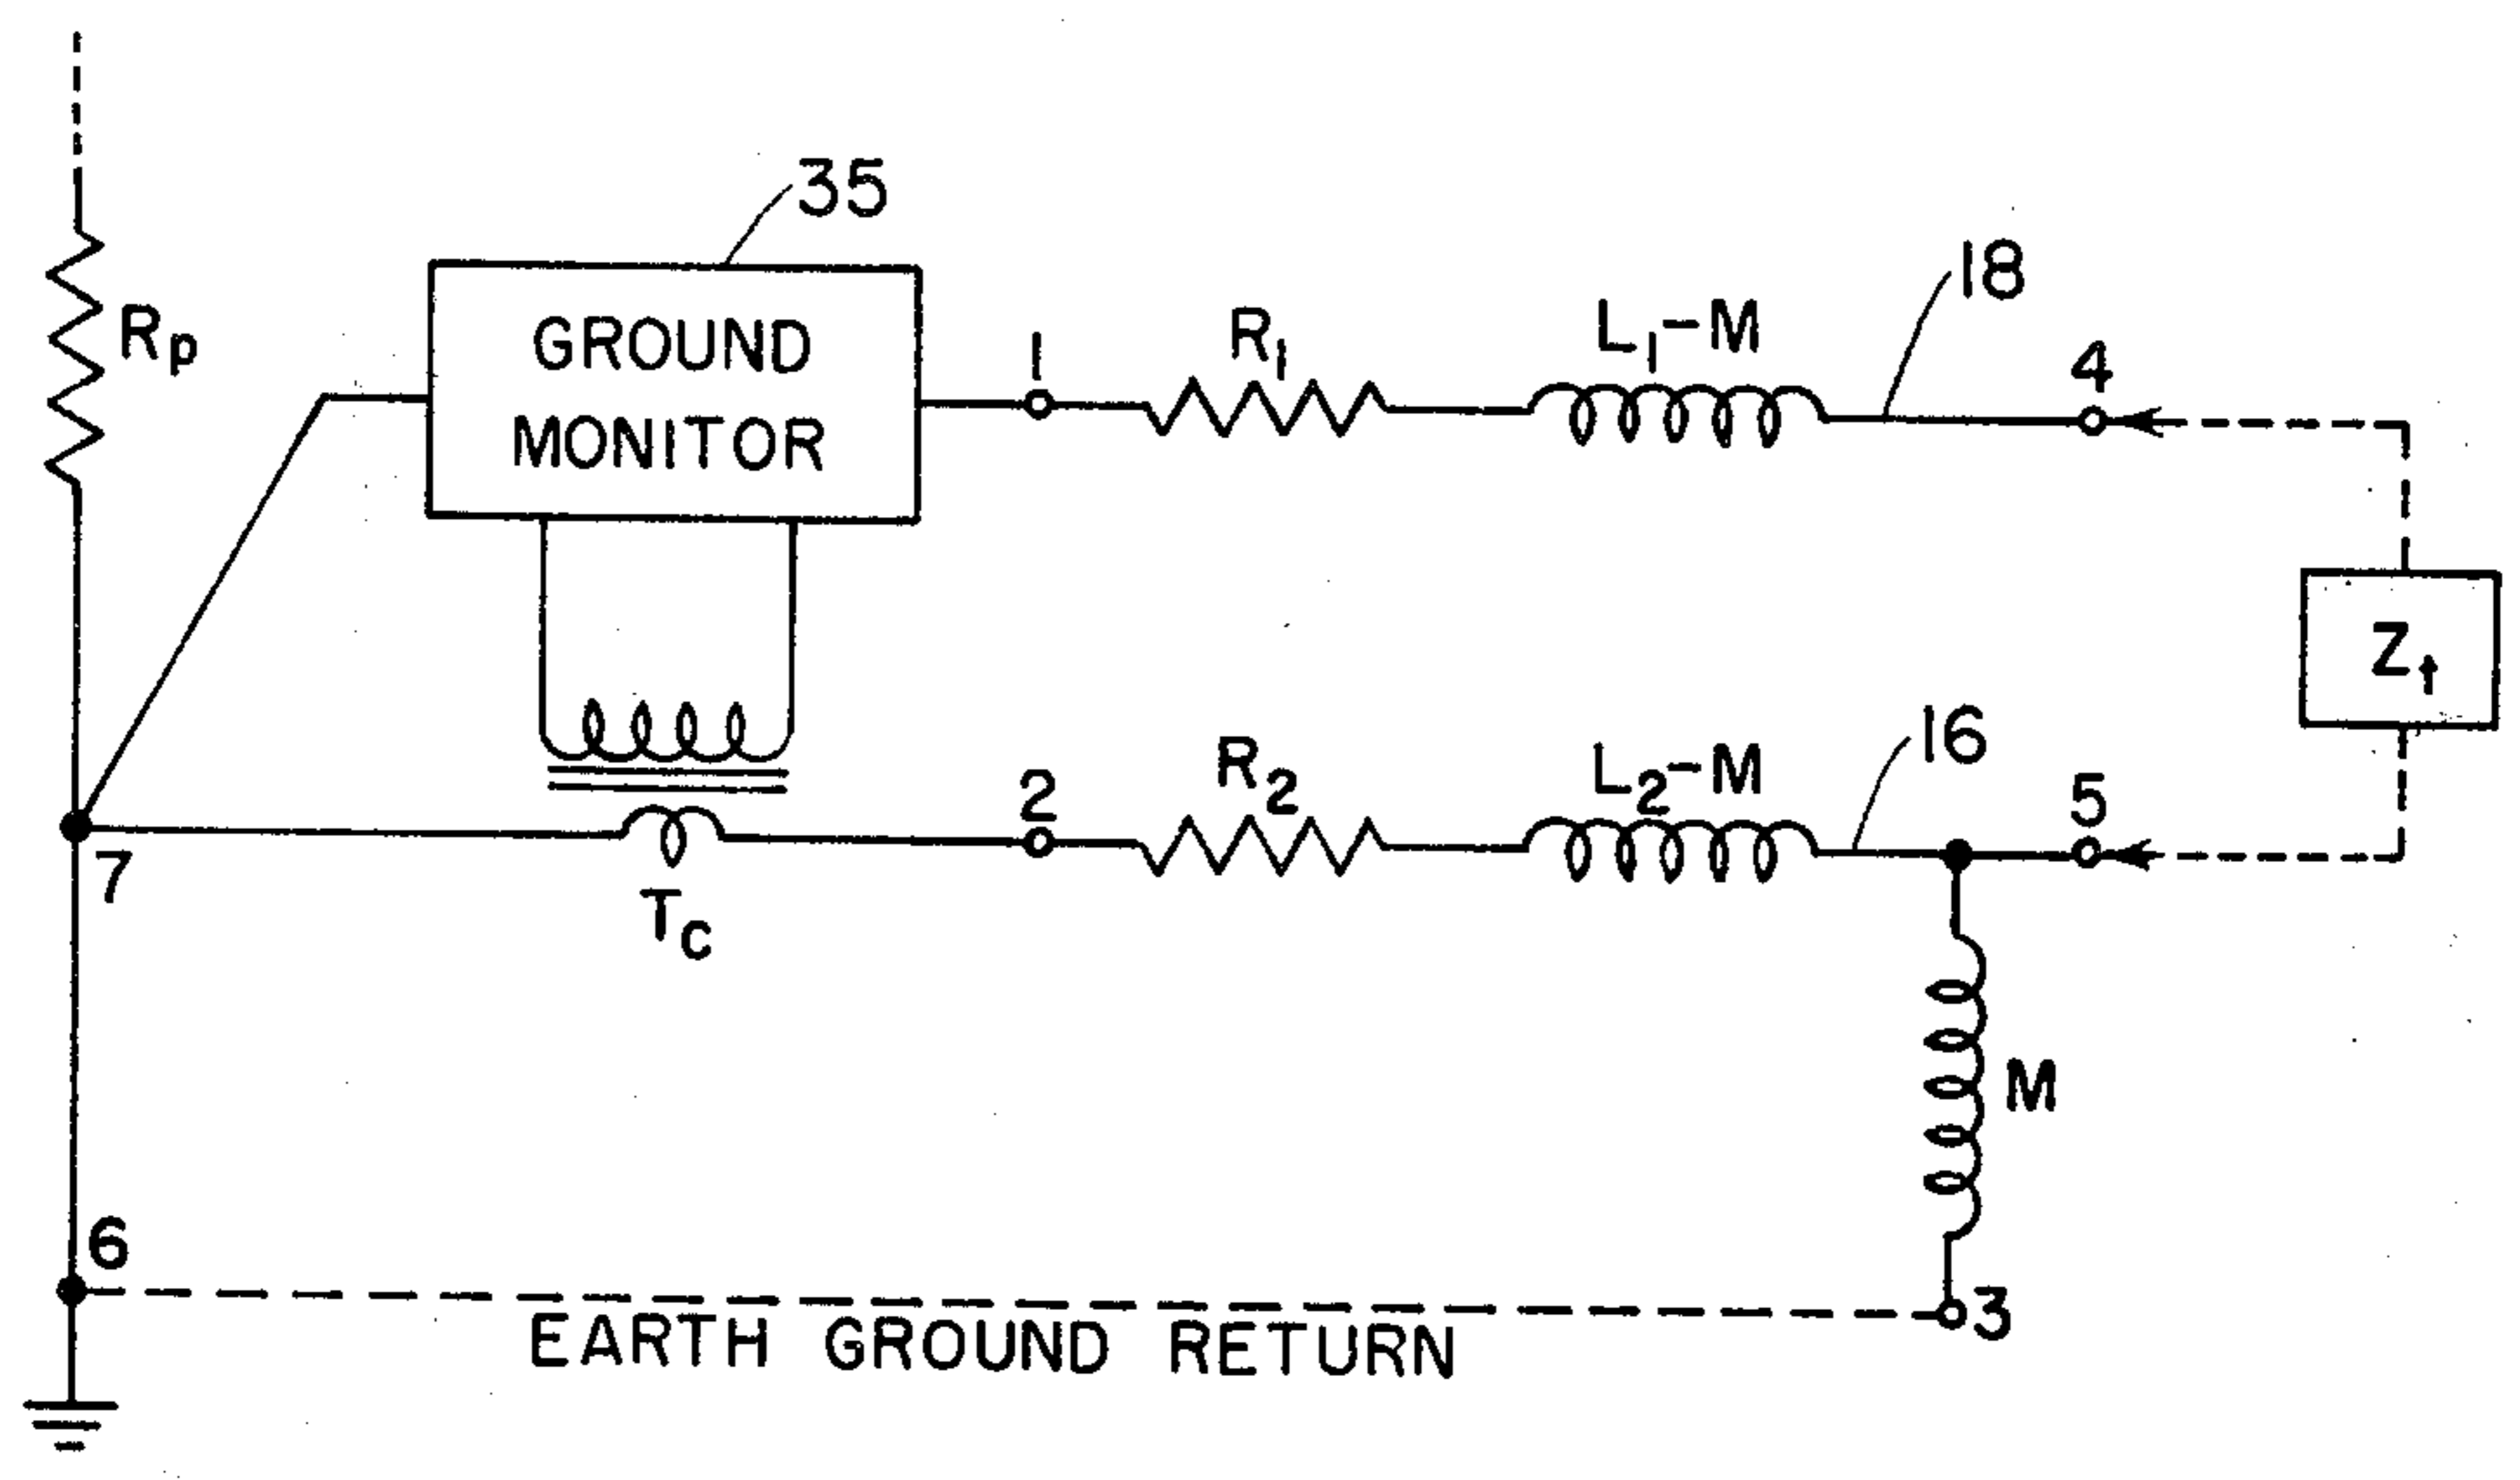 35
18
Rp
GROUND
MONITOR
1
R1
L1-M
4
Zt
16
2
R2
L2-M
5
7
Tc
M
6
3
EARTH GROUND RETURN